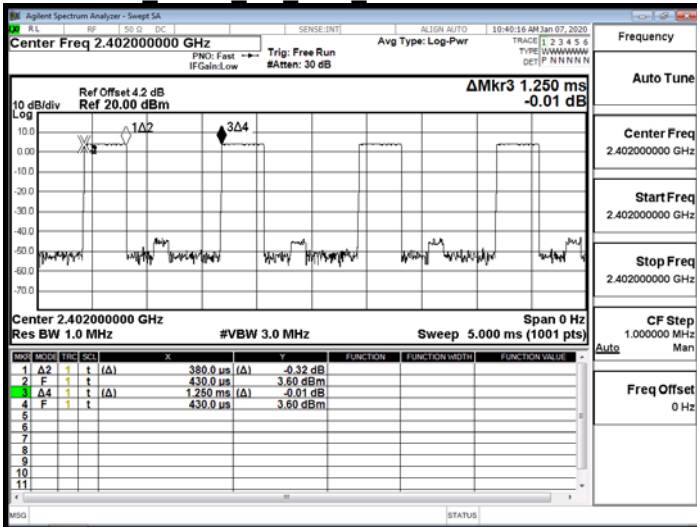 Agilent Spectrum Analyzer - Swept SA
RL RF 50 Ω DC SENSE:INT ALIGN AUTO 10:40:16 AM Jan 07, 2020
Center Freq 2.402000000 GHz
PNO: Fast
IFGain:Low
Trig: Free Run
#Atten: 30 dB
Avg Type: Log-Pwr
TRACE 1 2 3 4 5 6
TYPE WWWWWW
DET P N N N N N
Ref Offset 4.2 dB
10 dB/div Ref 20.00 dBm
Log
ΔMkr3 1.250 ms
-0.01 dB
10.0
0.00
-10.0
-20.0
-30.0
-40.0
-50.0
-60.0
-70.0
1Δ2
3Δ4
Center 2.402000000 GHz Span 0 Hz
Res BW 1.0 MHz #VBW 3.0 MHz Sweep 5.000 ms (1001 pts)
MKR MODE TRC SCL X Y FUNCTION FUNCTION WIDTH FUNCTION VALUE
1 Δ2 1 t (Δ) 380.0 µs (Δ) -0.32 dB
2 F 1 t 430.0 µs 3.60 dBm
3 Δ4 1 t (Δ) 1.250 ms (Δ) -0.01 dB
4 F 1 t 430.0 µs 3.60 dBm
5
6
7
8
9
10
11
MSG STATUS
Frequency
Auto Tune
Center Freq
2.402000000 GHz
Start Freq
2.402000000 GHz
Stop Freq
2.402000000 GHz
CF Step
1.000000 MHz
Auto Man
Freq Offset
0 Hz